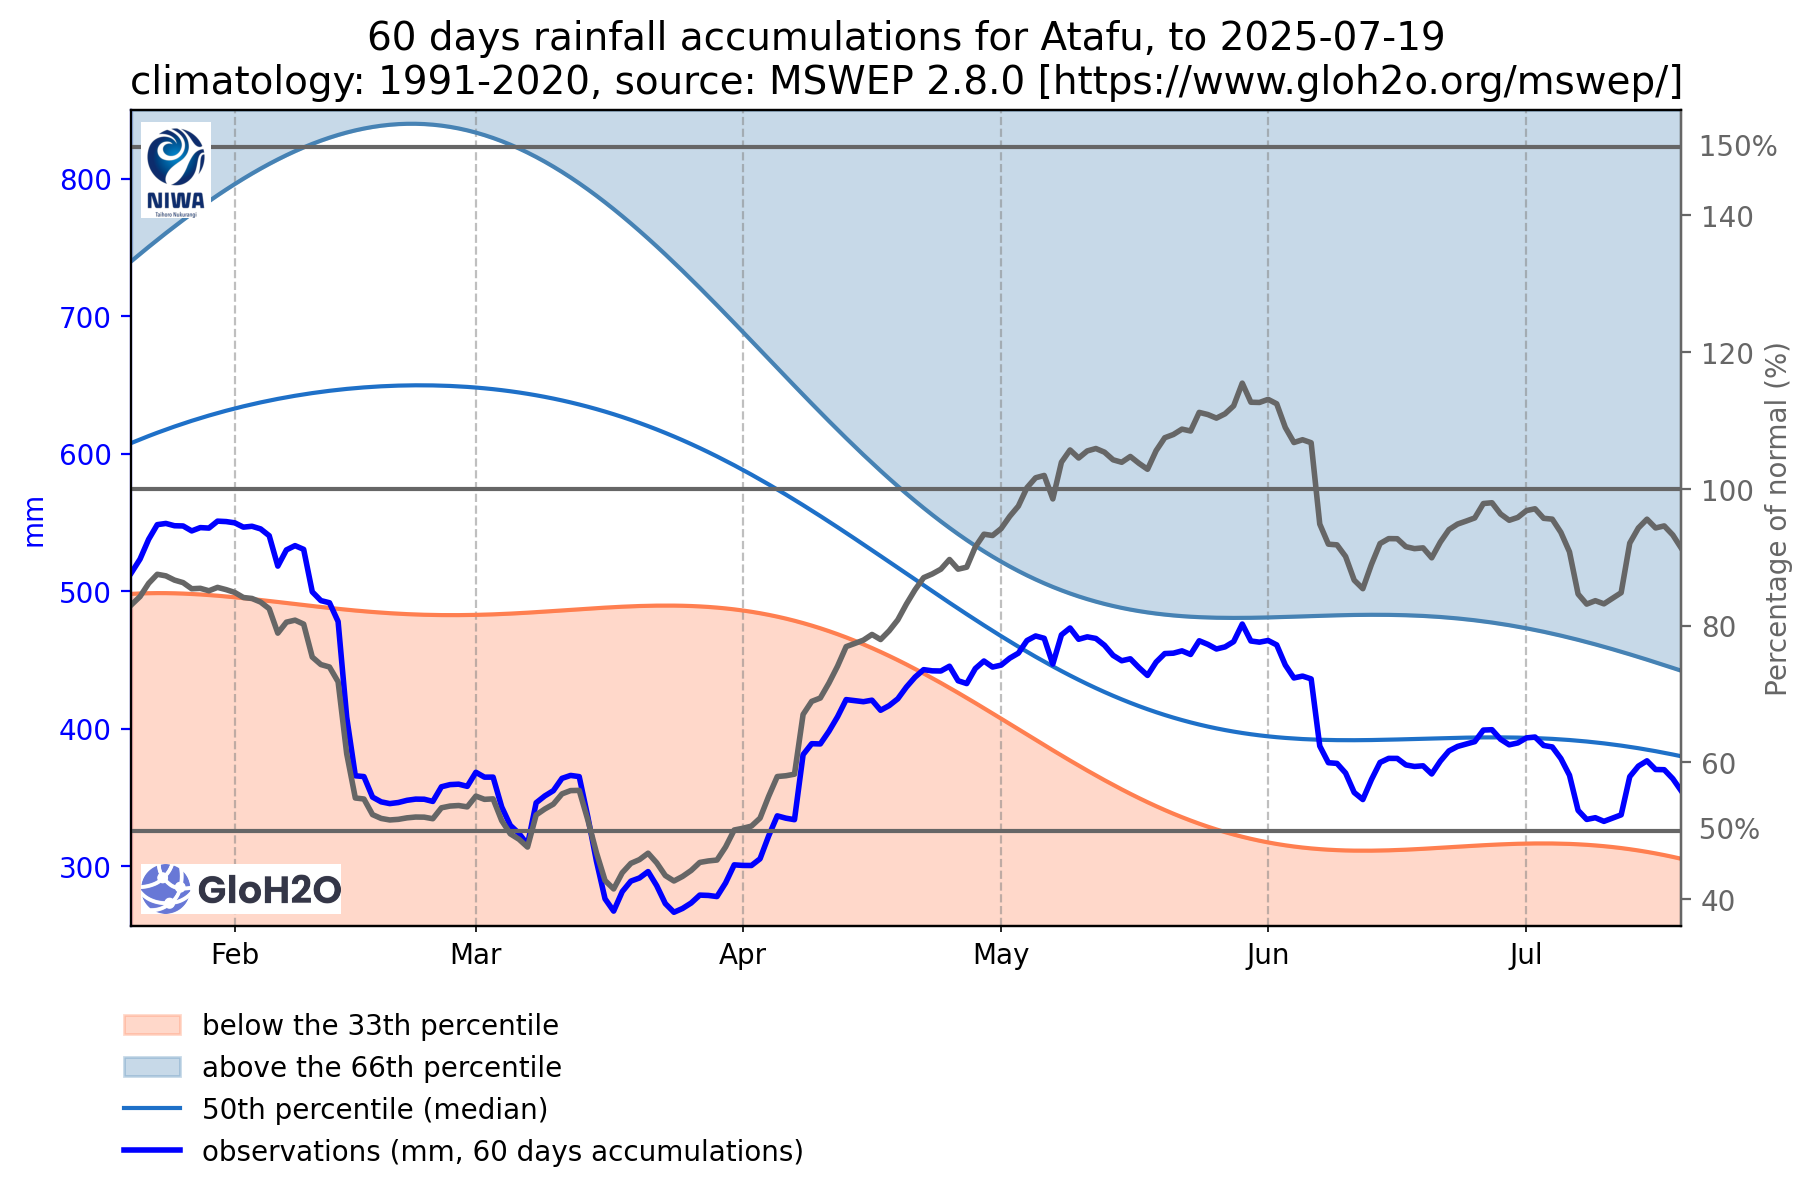 60 days rainfall accumulations for Atafu, to 2025-07-19
climatology: 1991-2020, source: MSWEP 2.8.0 [https://www.gloh2o.org/mswep/]
NIWA
Taihoro Nukurangi
800
700
600
500
400
300
mm
150%
140
120
100
80
60
50%
40
Percentage of normal (%)
GloH2O
Feb
Mar
Apr
May
Jun
Jul
below the 33th percentile
above the 66th percentile
50th percentile (median)
observations (mm, 60 days accumulations)